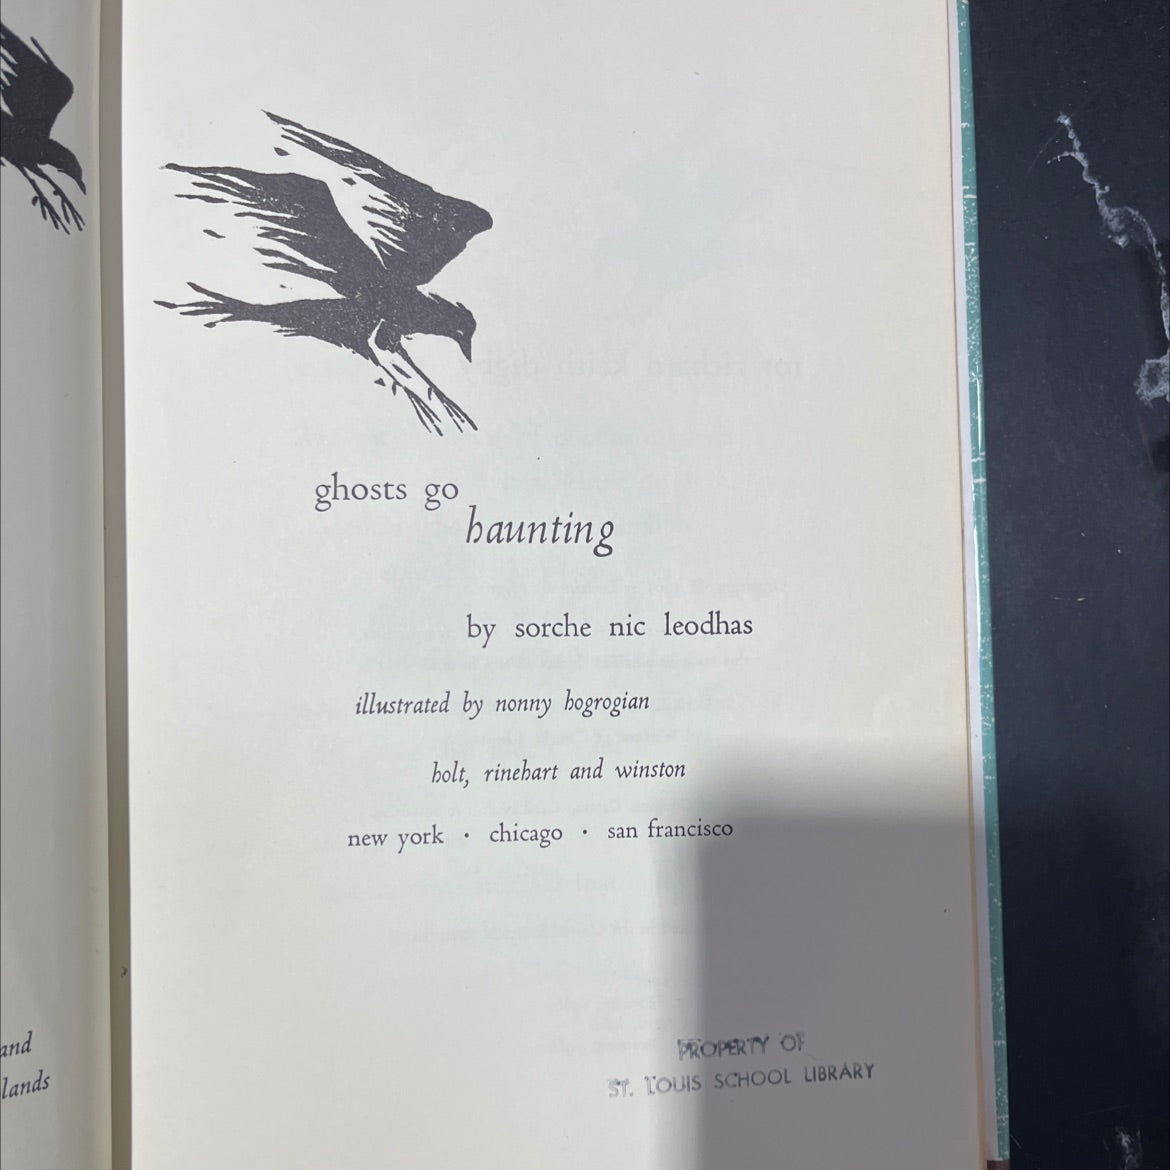 and
lands
ghosts go
haunting
by sorche nic leodhas
illustrated by nonny hogrogian
holt, rinehart and winston
new york · chicago · san francisco
PROPERTY OF
ST. LOUIS SCHOOL LIBRARY